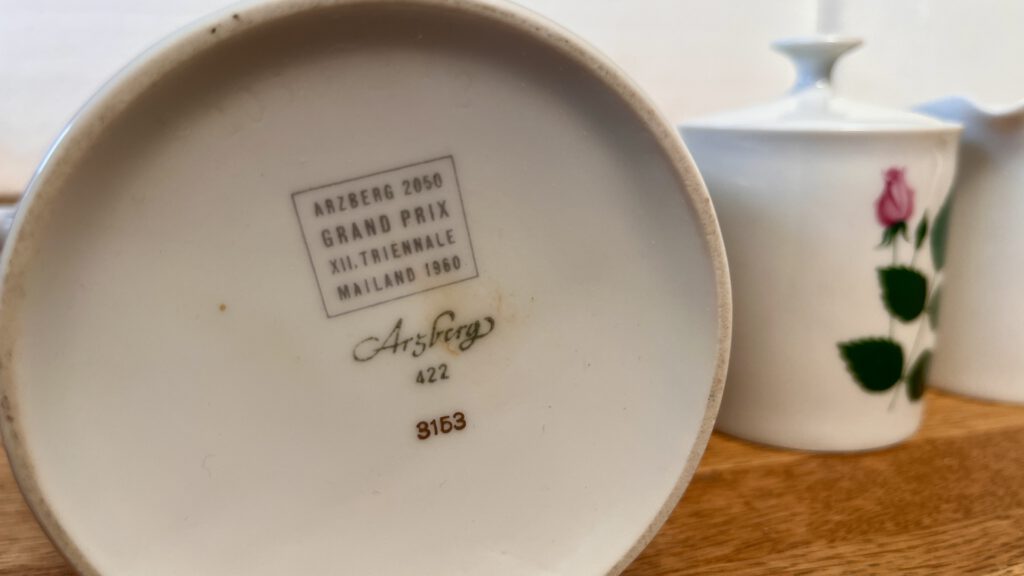 ARZBERG 2050
GRAND PRIX
XII. TRIENNALE
MAILAND 1960
Arzberg
422
3153